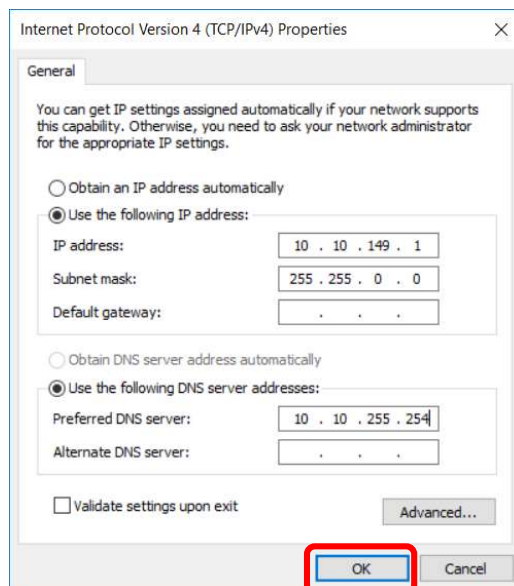 Internet Protocol Version 4 (TCP/IPv4) Properties
General
You can get IP settings assigned automatically if your network supports
this capability. Otherwise, you need to ask your network administrator
for the appropriate IP settings.
Obtain an IP address automatically
Use the following IP address:
IP address: 10 . 10 . 149 . 1
Subnet mask: 255 . 255 . 0 . 0
Default gateway: . . .
Obtain DNS server address automatically
Use the following DNS server addresses:
Preferred DNS server: 10 . 10 . 255 . 254
Alternate DNS server: . . .
Validate settings upon exit
Advanced...
OK Cancel